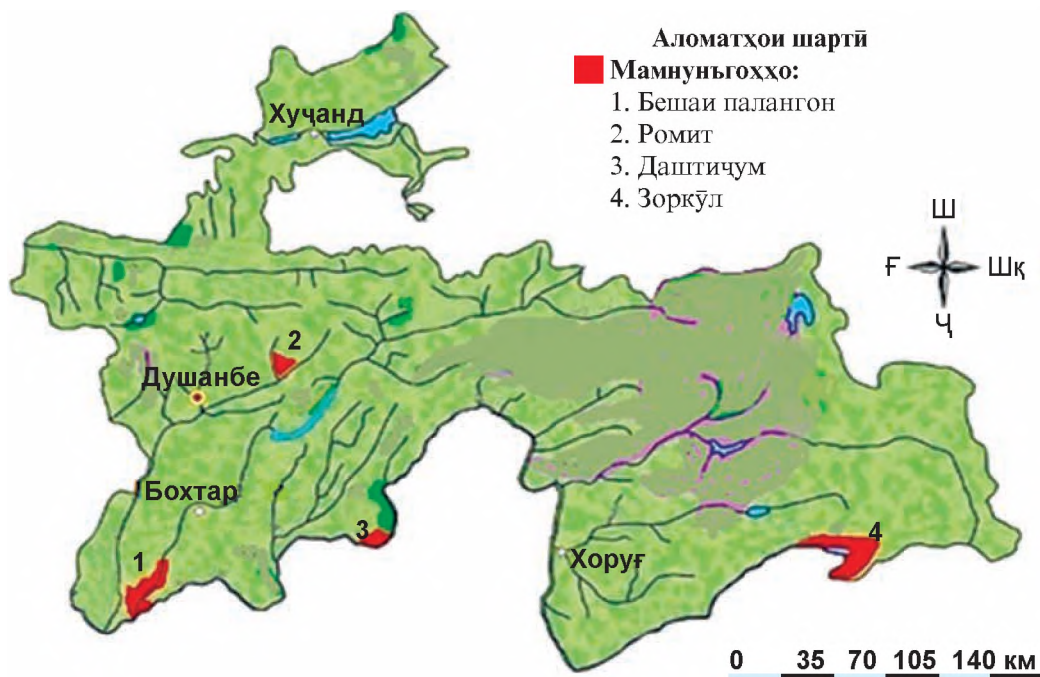 Аломатҳои шартӣ
Мамнунъгоҳҳо:
1. Бешаи палангон
2. Ромит
3. Даштиҷум
4. Зоркӯл
Хуҷанд
Ш
Ғ Шқ
Ҷ
2
Душанбе
Бохтар
3
4
1
Хоруғ
0 35 70 105 140 км